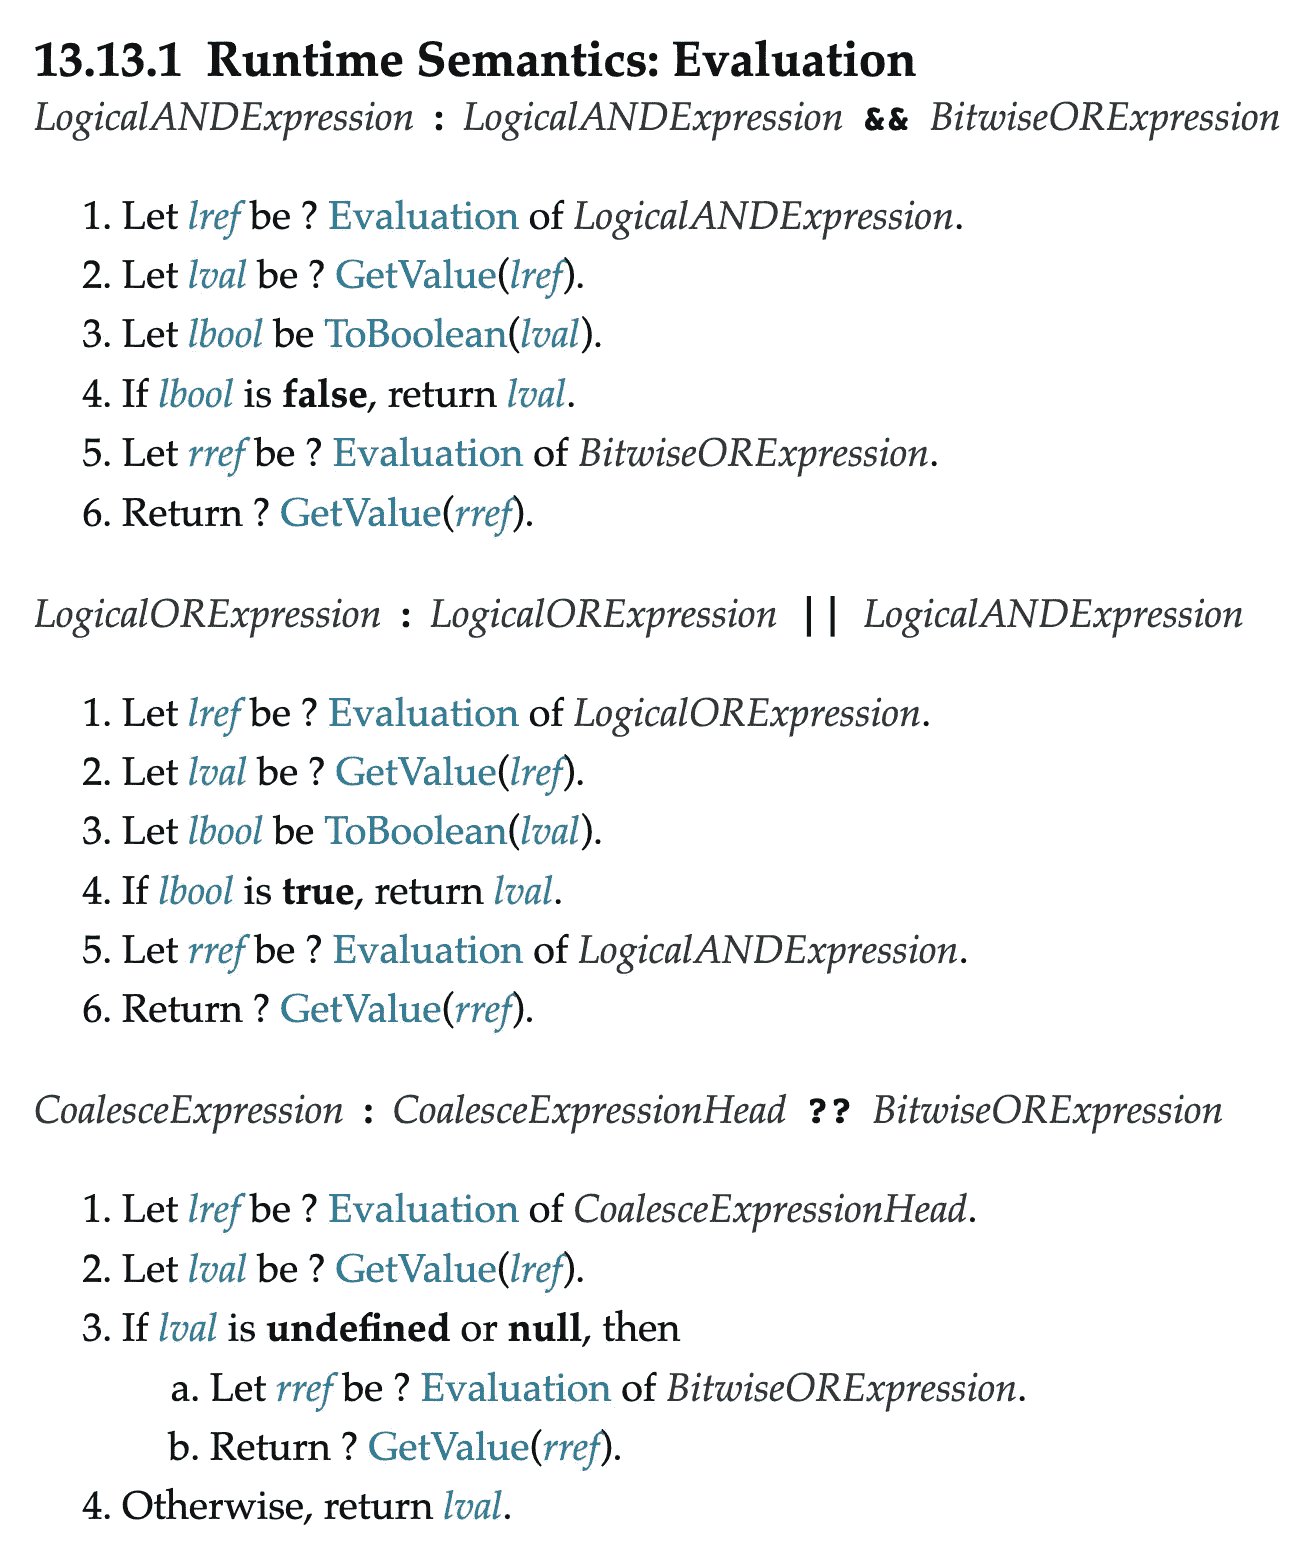 13.13.1 Runtime Semantics: Evaluation
LogicalANDExpression : LogicalANDExpression && BitwiseORExpression
1. Let lref be ? Evaluation of LogicalANDExpression.
2. Let lval be ? GetValue(lref).
3. Let lbool be ToBoolean(lval).
4. If lbool is false, return lval.
5. Let rref be ? Evaluation of BitwiseORExpression.
6. Return ? GetValue(rref).
LogicalORExpression : LogicalORExpression || LogicalANDExpression
1. Let lref be ? Evaluation of LogicalORExpression.
2. Let lval be ? GetValue(lref).
3. Let lbool be ToBoolean(lval).
4. If lbool is true, return lval.
5. Let rref be ? Evaluation of LogicalANDExpression.
6. Return ? GetValue(rref).
CoalesceExpression : CoalesceExpressionHead ?? BitwiseORExpression
1. Let lref be ? Evaluation of CoalesceExpressionHead.
2. Let lval be ? GetValue(lref).
3. If lval is undefined or null, then
a. Let rref be ? Evaluation of BitwiseORExpression.
b. Return ? GetValue(rref).
4. Otherwise, return lval.